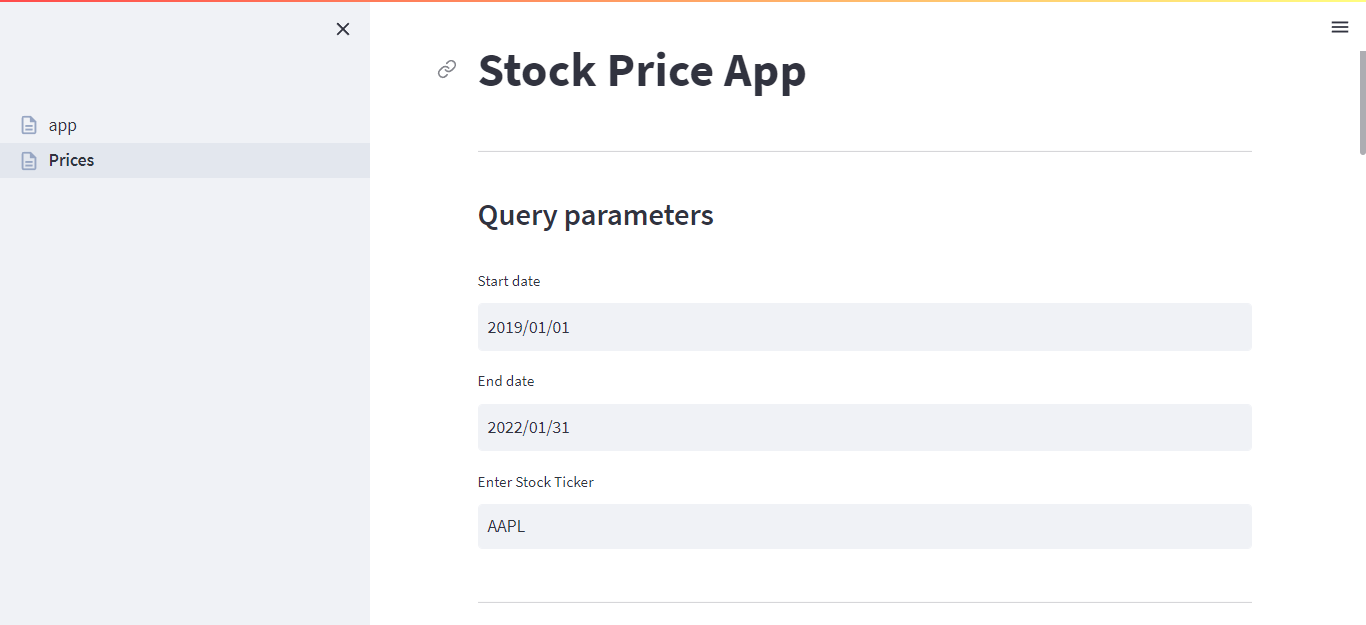 app
Prices
Stock Price App
Query parameters
Start date
2019/01/01
End date
2022/01/31
Enter Stock Ticker
AAPL